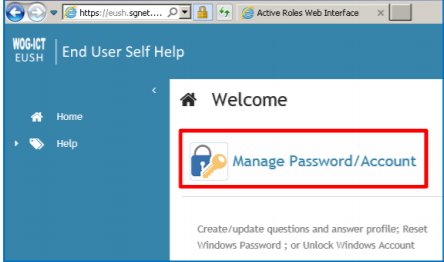 https://eush.sgnet....
Active Roles Web Interface
WOG-ICT
EUSH
End User Self Help
Welcome
Home
Help
Manage Password/Account
Create/update questions and answer profile; Reset
Windows Password ; or Unlock Windows Account